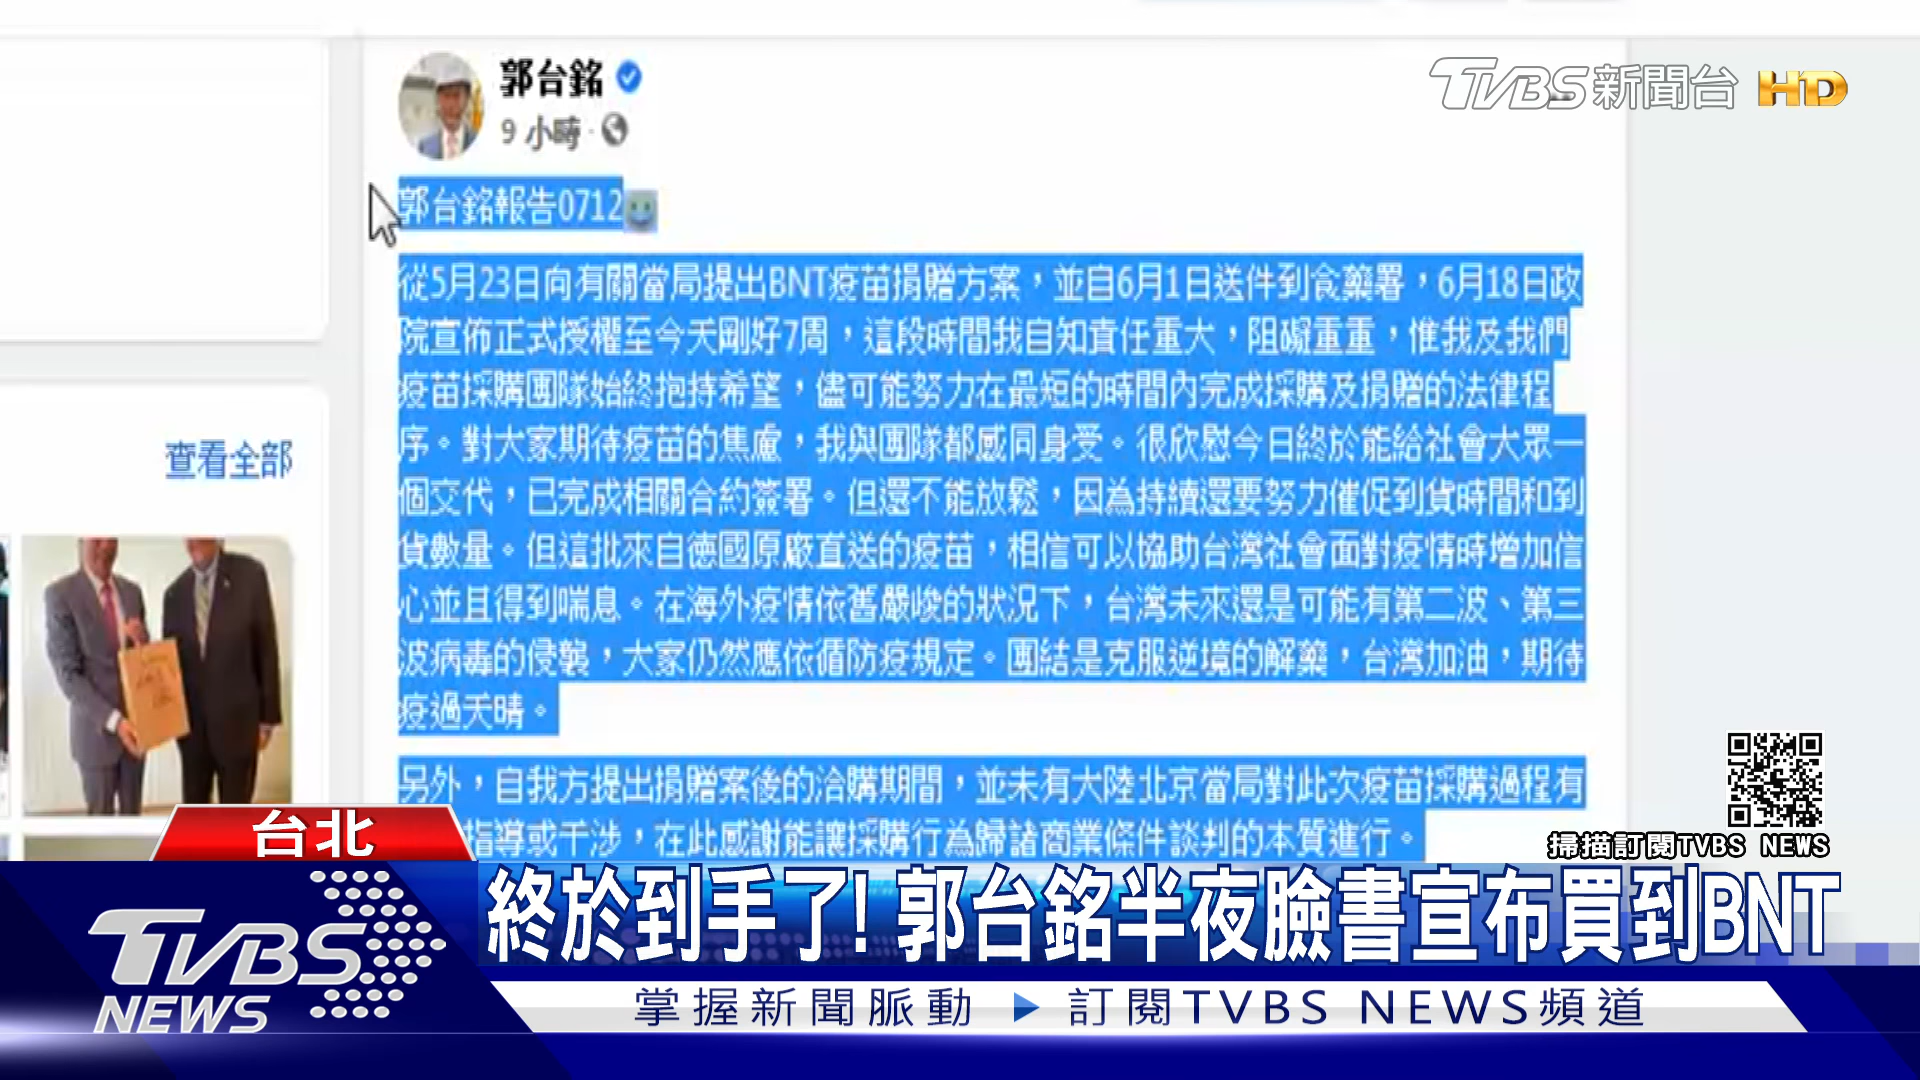 郭台銘
9 小時 ·
TVBS新聞台 HD
郭台銘報告0712
從5月23日向有關當局提出BNT疫苗捐贈方案，並自6月1日送件到食藥署，6月18日政
院宣佈正式授權至今天剛好7周，這段時間我自知責任重大，阻礙重重，惟我及我們
疫苗採購團隊始終抱持希望，儘可能努力在最短的時間內完成採購及捐贈的法律程
序。對大家期待疫苗的焦慮，我與團隊都感同身受。很欣慰今日終於能給社會大眾一
個交代，已完成相關合約簽署。但還不能放鬆，因為持續還要努力催促到貨時間和到
貨數量。但這批來自德國原廠直送的疫苗，相信可以協助台灣社會面對疫情時增加信
心並且得到喘息。在海外疫情依舊嚴峻的狀況下，台灣未來還是可能有第二波、第三
波病毒的侵襲，大家仍然應依循防疫規定。團結是克服逆境的解藥，台灣加油，期待
疫過天晴。
另外，自我方提出捐贈案後的洽購期間，並未有大陸北京當局對此次疫苗採購過程有
指導或干涉，在此感謝能讓採購行為歸諸商業條件談判的本質進行。
查看全部
掃描訂閱TVBS NEWS
台北
終於到手了! 郭台銘半夜臉書宣布買到BNT
TVBS
NEWS
掌握新聞脈動 ▶ 訂閱TVBS NEWS頻道